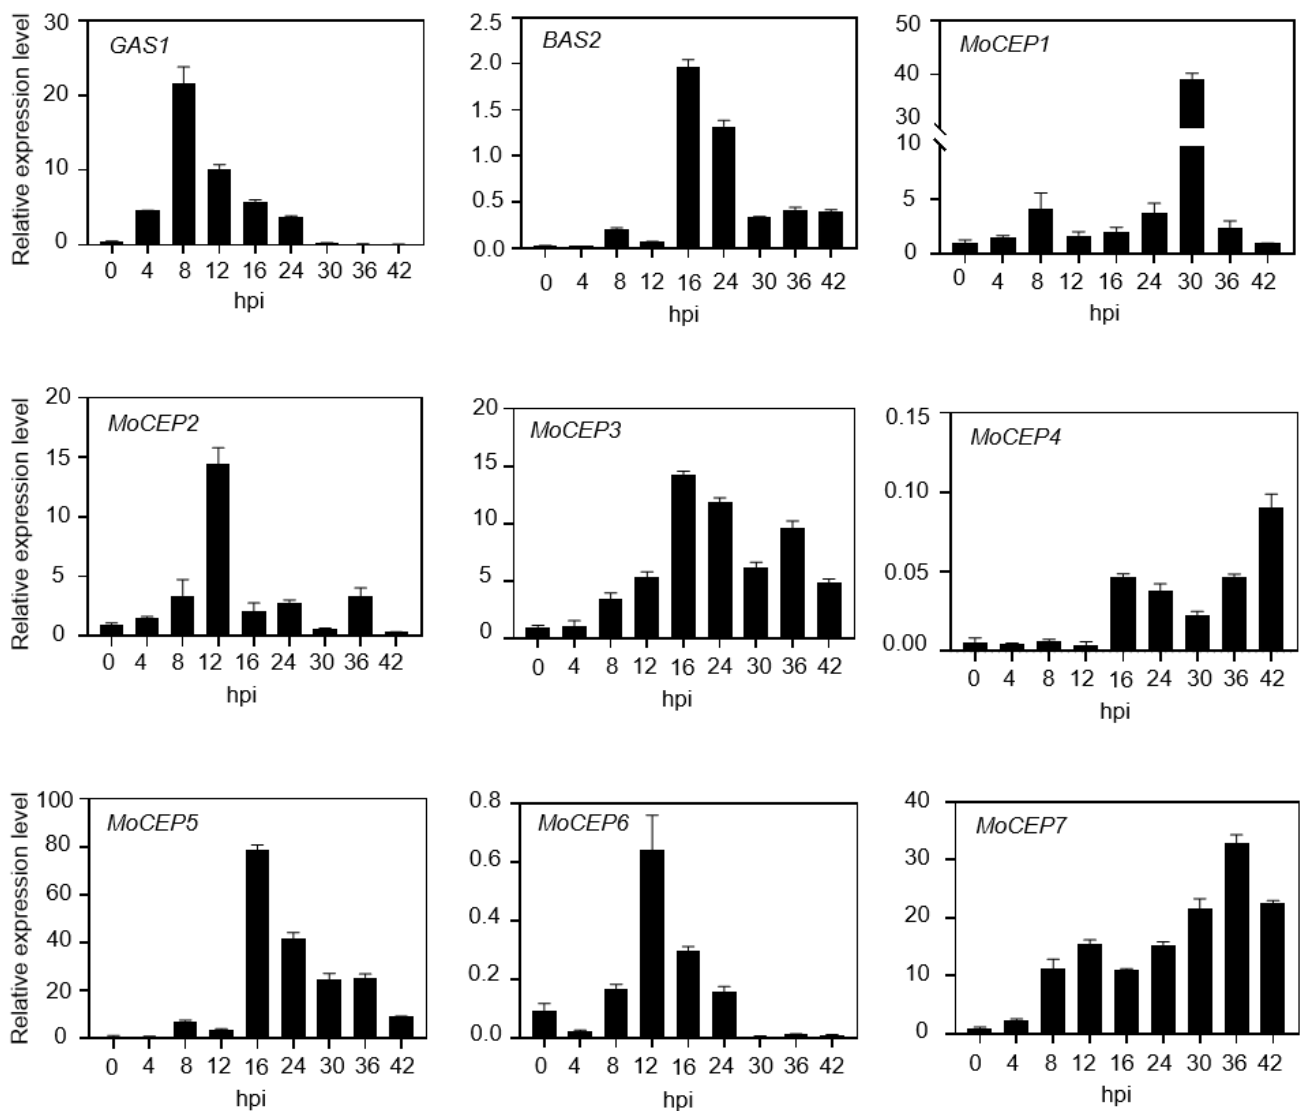 Relative expression level
30
20
10
0
GAS1
0 4 8 12 16 24 30 36 42
hpi
2.5
2.0
1.5
1.0
0.5
0.0
BAS2
0 4 8 12 16 24 30 36 42
hpi
50
40
30
10
5
0
MoCEP1
0 4 8 12 16 24 30 36 42
hpi
Relative expression level
20
15
10
5
0
MoCEP2
0 4 8 12 16 24 30 36 42
hpi
20
15
10
5
0
MoCEP3
0 4 8 12 16 24 30 36 42
hpi
0.15
0.10
0.05
0.00
MoCEP4
0 4 8 12 16 24 30 36 42
hpi
Relative expression level
100
80
60
40
20
0
MoCEP5
0 4 8 12 16 24 30 36 42
hpi
0.8
0.6
0.4
0.2
0.0
MoCEP6
0 4 8 12 16 24 30 36 42
hpi
40
30
20
10
0
MoCEP7
0 4 8 12 16 24 30 36 42
hpi